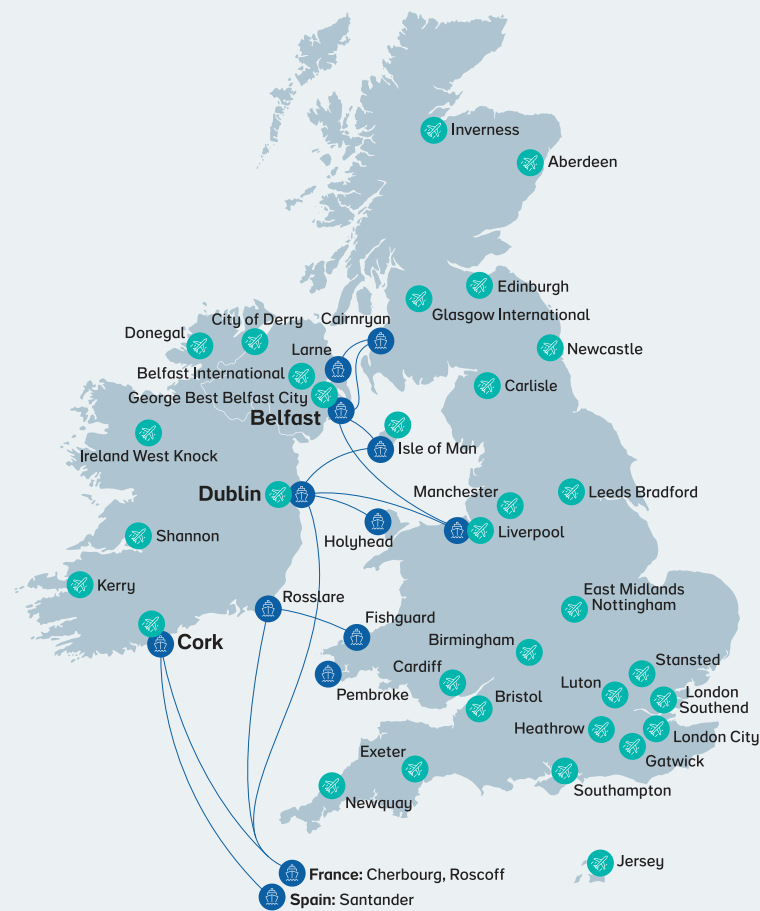 Inverness
Aberdeen
Edinburgh
Glasgow International
City of Derry
Cairnryan
Donegal
Larne
Newcastle
Belfast International
Carlisle
George Best Belfast City
Belfast
Isle of Man
Ireland West Knock
Dublin
Manchester
Leeds Bradford
Shannon
Holyhead
Liverpool
Kerry
Rosslare
East Midlands
Nottingham
Fishguard
Cork
Birmingham
Cardiff
Stansted
Pembroke
Luton
London
Southend
Bristol
Heathrow
London City
Exeter
Gatwick
Newquay
Southampton
Jersey
France: Cherbourg, Roscoff
Spain: Santander